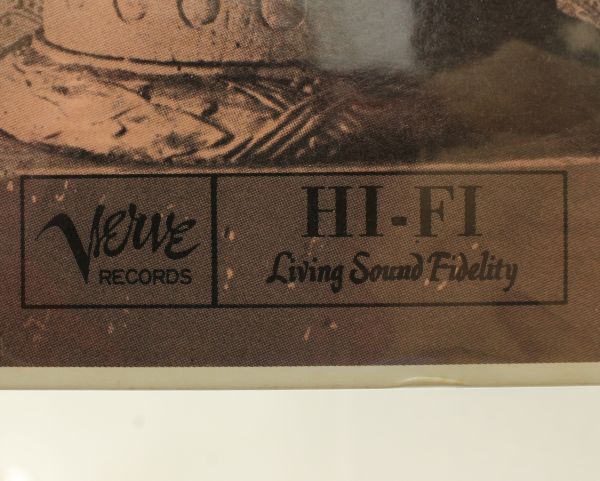 Verve
RECORDS
HI-FI
Living Sound Fidelity